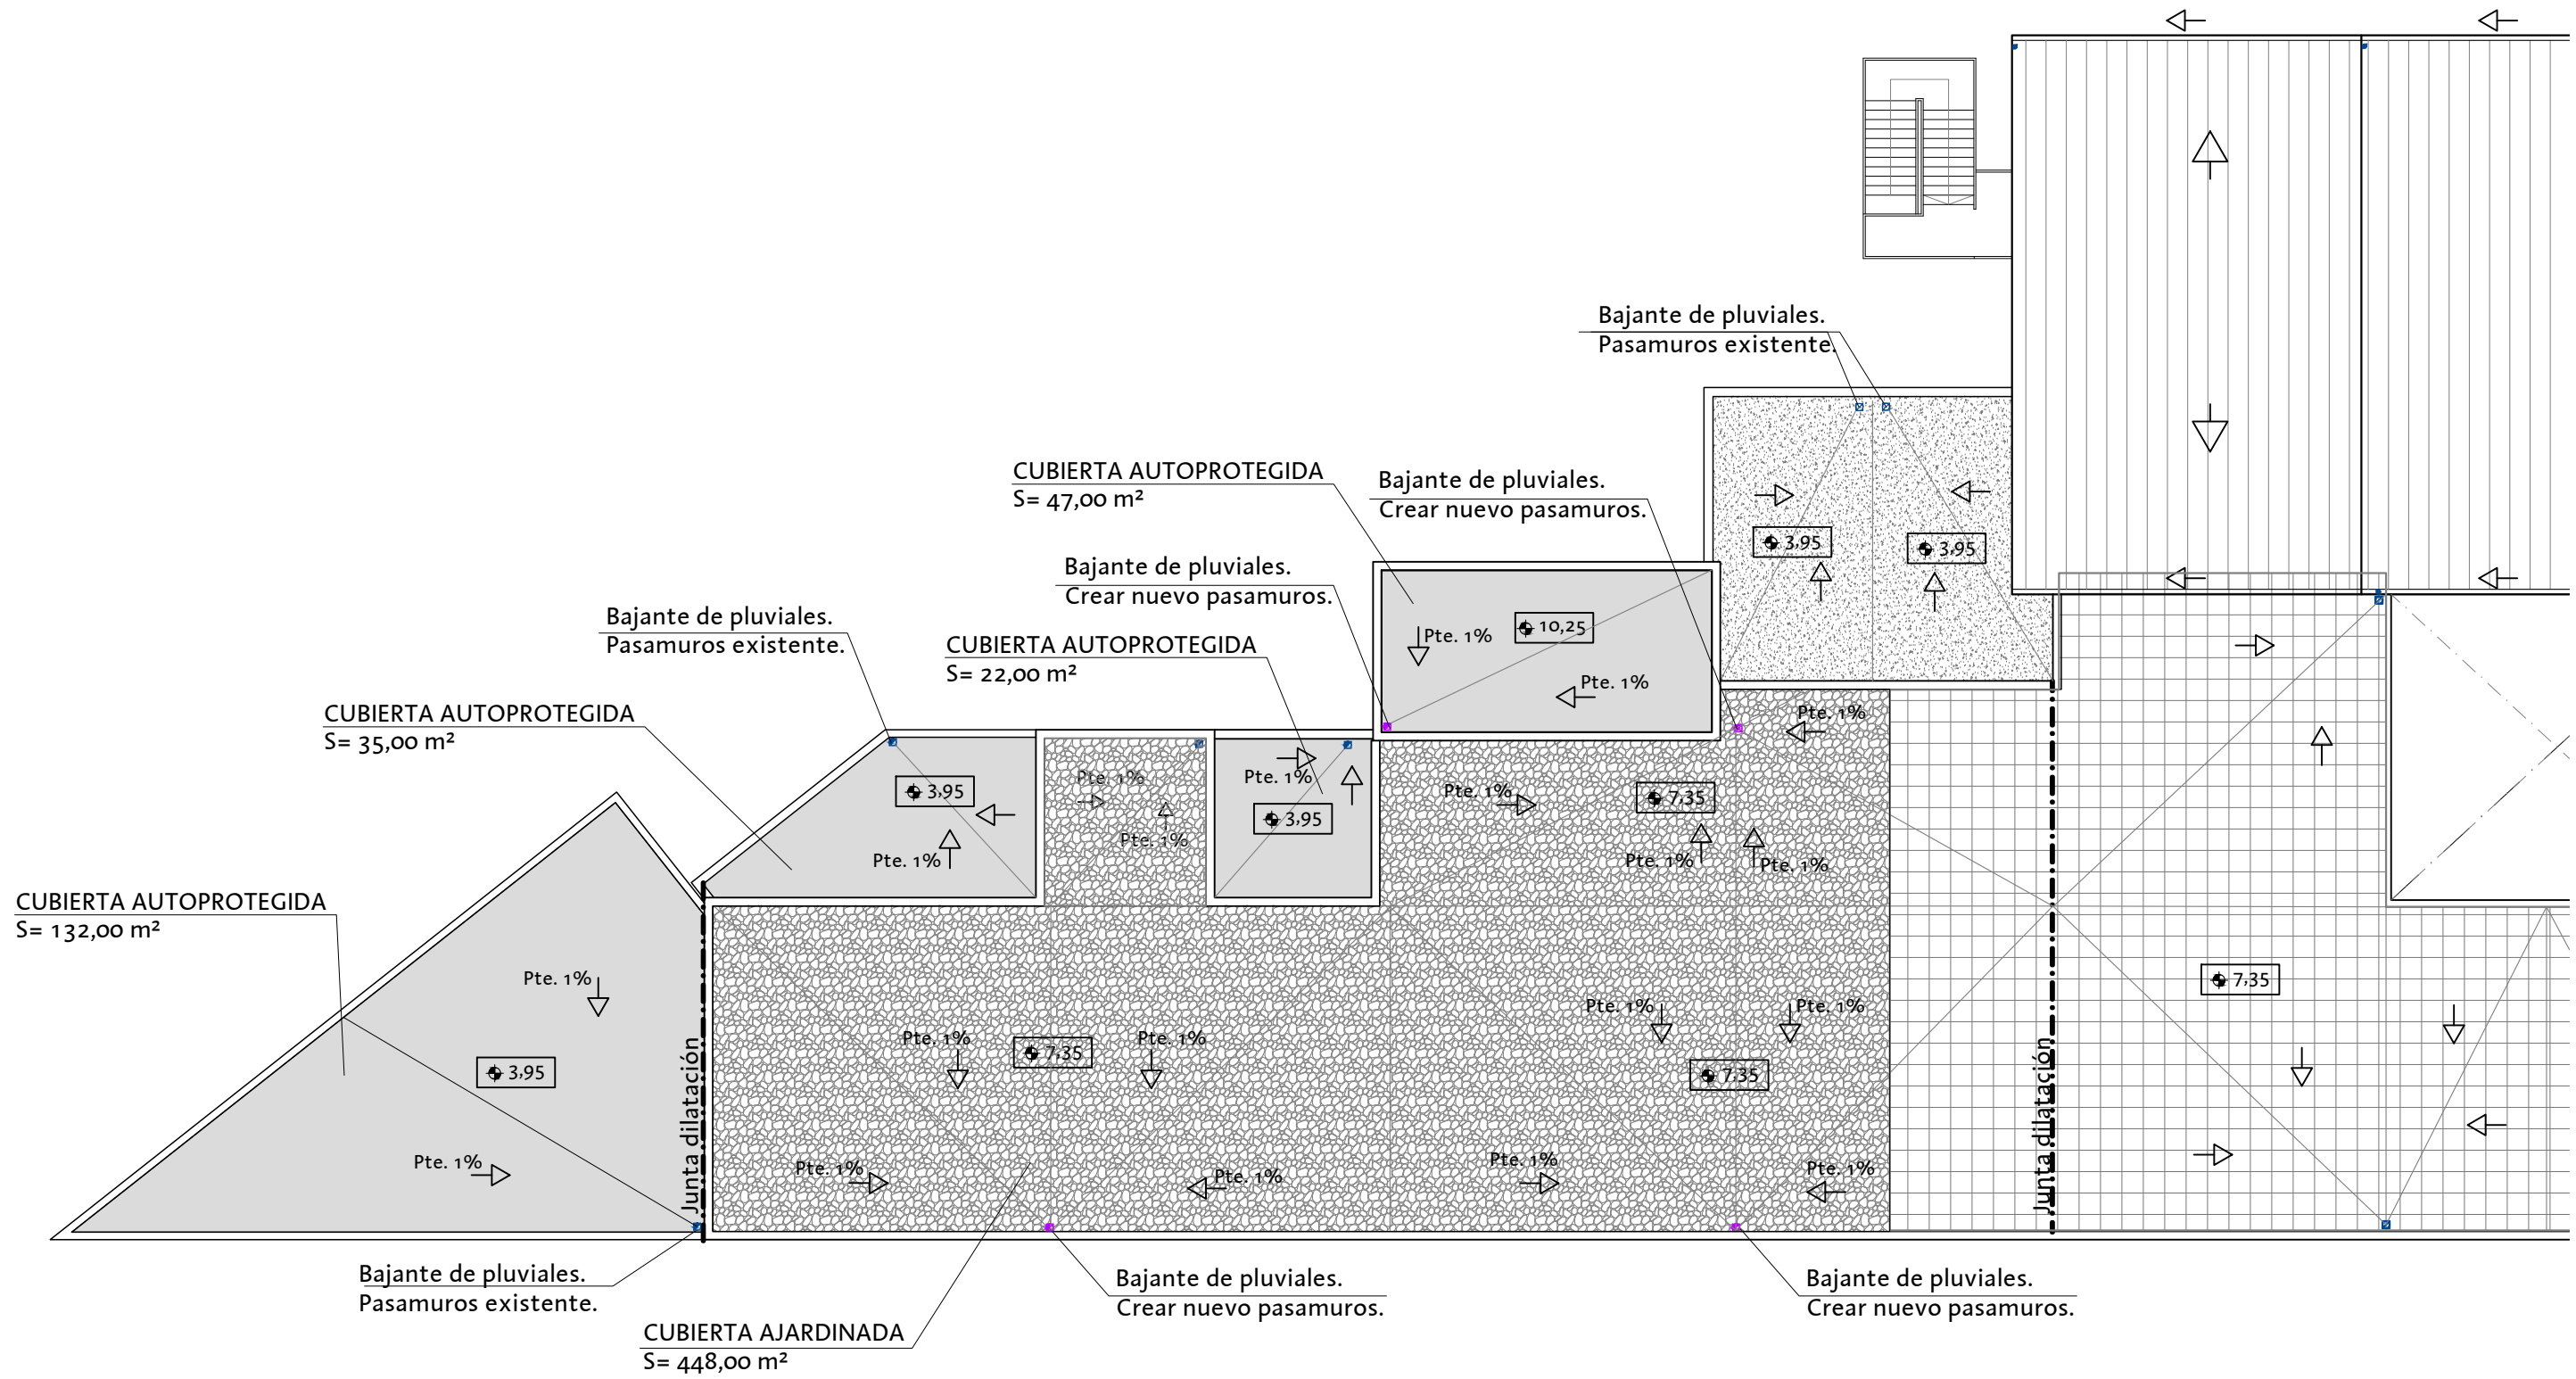 Bajante de pluviales.
Pasamuros existente.
CUBIERTA AUTOPROTEGIDA
S= 47,00 m²
Bajante de pluviales.
Crear nuevo pasamuros.
3,95
3,95
Bajante de pluviales.
Crear nuevo pasamuros.
Bajante de pluviales.
Pasamuros existente.
CUBIERTA AUTOPROTEGIDA
S= 22,00 m²
Pte. 1%
10,25
Pte. 1%
CUBIERTA AUTOPROTEGIDA
S= 35,00 m²
Pte. 1%
3,95
Pte. 1%
Pte. 1%
Pte. 1%
Pte. 1%
3,95
Pte. 1%
7,35
Pte. 1%
Pte. 1%
CUBIERTA AUTOPROTEGIDA
S= 132,00 m²
Pte. 1%
3,95
Pte. 1%
Junta dilatación
Pte. 1%
7,35
Pte. 1%
Pte. 1%
Pte. 1%
Pte. 1%
Pte. 1%
7,35
Pte. 1%
Pte. 1%
Junta dilatación
7,35
Bajante de pluviales.
Pasamuros existente.
Bajante de pluviales.
Crear nuevo pasamuros.
Bajante de pluviales.
Crear nuevo pasamuros.
CUBIERTA AJARDINADA
S= 448,00 m²